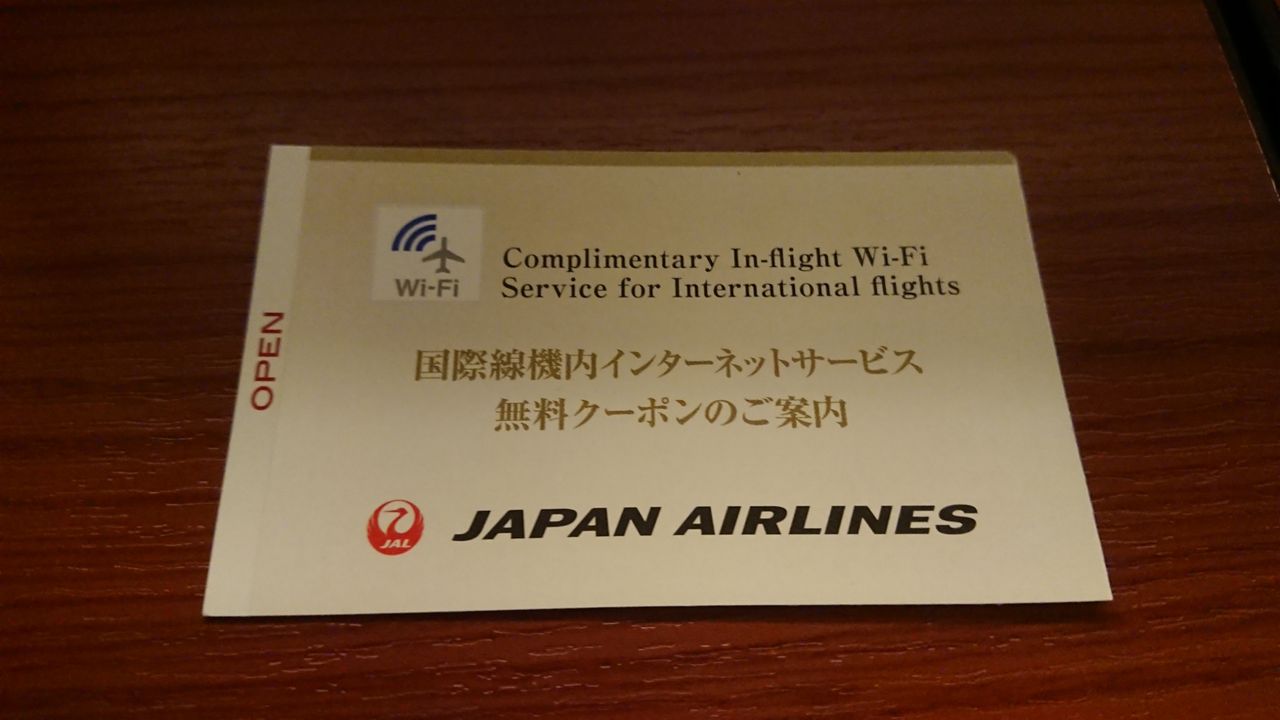 Wi-Fi
Complimentary In-flight Wi-Fi
Service for International flights
OPEN
国際線機内インターネットサービス
無料クーポンのご案内
JAL
JAPAN AIRLINES